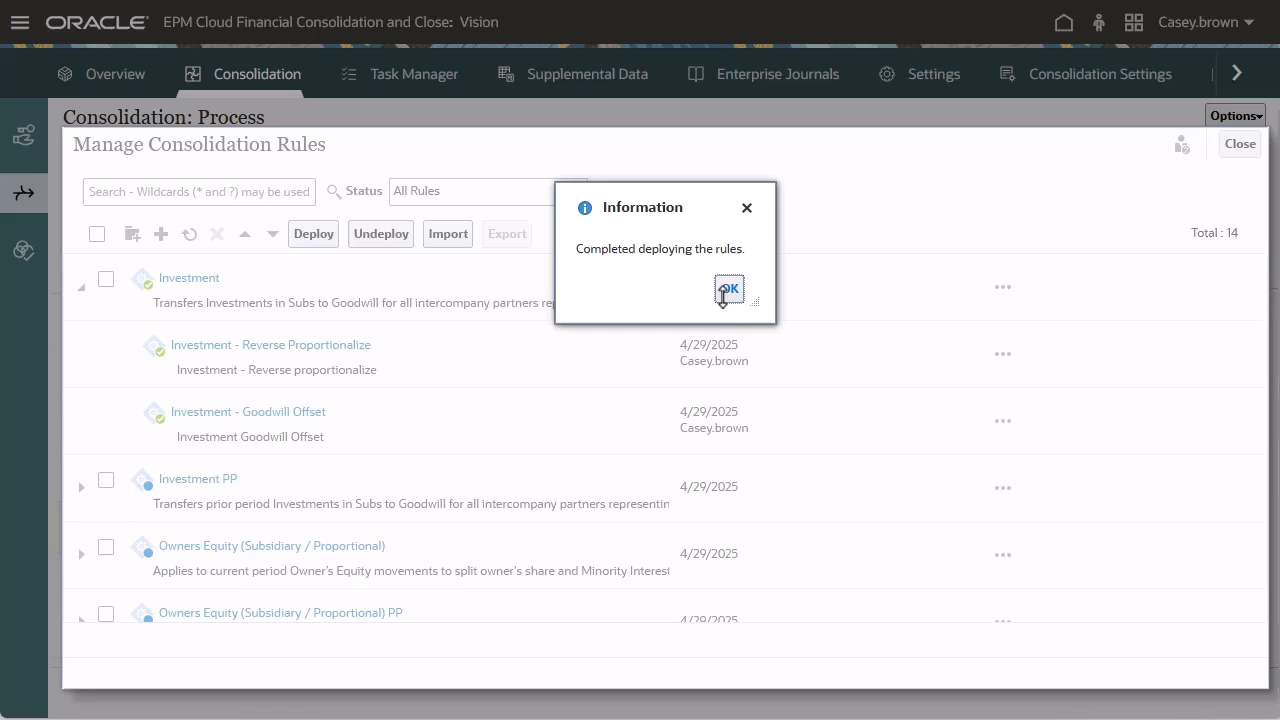 ORACLE EPM Cloud Financial Consolidation and Close: Vision Casey.brown
Overview Consolidation Task Manager Supplemental Data Enterprise Journals Settings Consolidation Settings
Consolidation: Process Options
Manage Consolidation Rules Close
Search - Wildcards (* and ?) may be used Status All Rules
Information
Deploy Undeploy Import Export Total : 14
Completed deploying the rules.
OK
Investment
Transfers Investments in Subs to Goodwill for all intercompany partners
Investment - Reverse Proportionalize 4/29/2025
Casey.brown
Investment - Reverse proportionalize
Investment - Goodwill Offset 4/29/2025
Casey.brown
Investment Goodwill Offset
Investment PP 4/29/2025
Transfers prior period Investments in Subs to Goodwill for all intercompany partners representin
Owners Equity (Subsidiary / Proportional) 4/29/2025
Applies to current period Owner's Equity movements to split owner's share and Minority Interest
Owners Equity (Subsidiary / Proportional) PP 4/29/2025